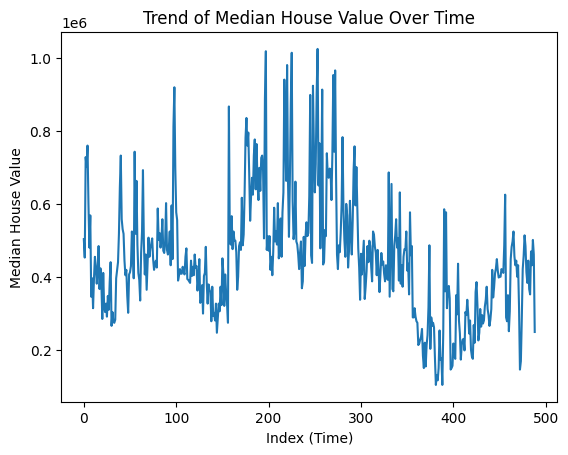 Trend of Median House Value Over Time
1e6
1.0
0.8
0.6
0.4
0.2
Median House Value
0 100 200 300 400 500
Index (Time)